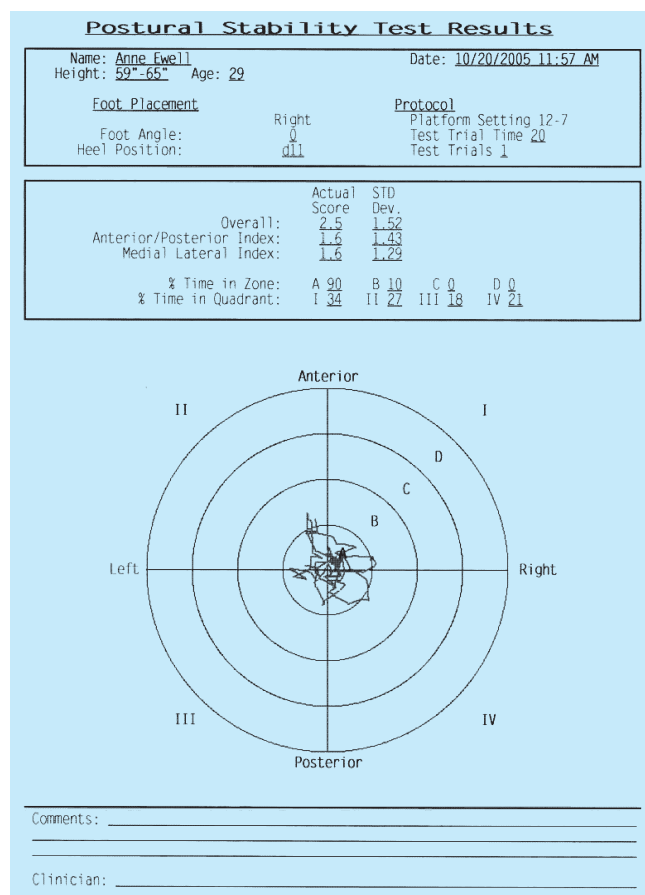 Postural Stability Test Results
Name: Anne Ewell Date: 10/20/2005 11:57 AM
Height: 59"-65" Age: 29
Foot Placement Protocol
Right Platform Setting 12-7
Foot Angle: 0 Test Trial Time 20
Heel Position: d11 Test Trials 1
Actual STD
Score Dev.
Overall: 2.5 1.52
Anterior/Posterior Index: 1.6 1.43
Medial Lateral Index: 1.6 1.29
% Time in Zone: A 90 B 10 C 0 D 0
% Time in Quadrant: I 34 II 27 III 18 IV 21
Anterior
II I
D
C
B
A
Left Right
III IV
Posterior
Comments:
Clinician: